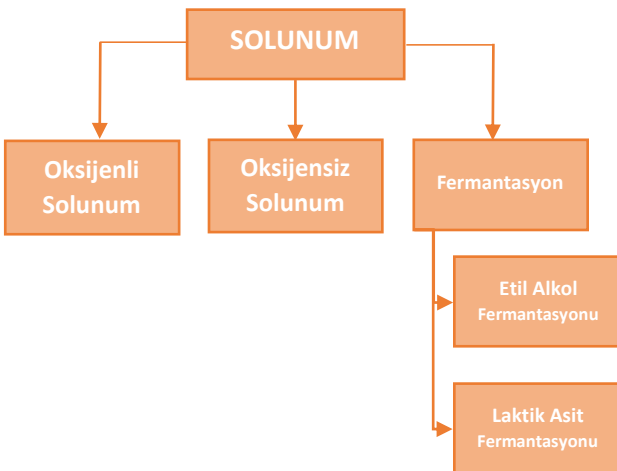 SOLUNUM
Oksijenli
Solunum
Oksijensiz
Solunum
Fermantasyon
Etil Alkol
Fermantasyonu
Laktik Asit
Fermantasyonu